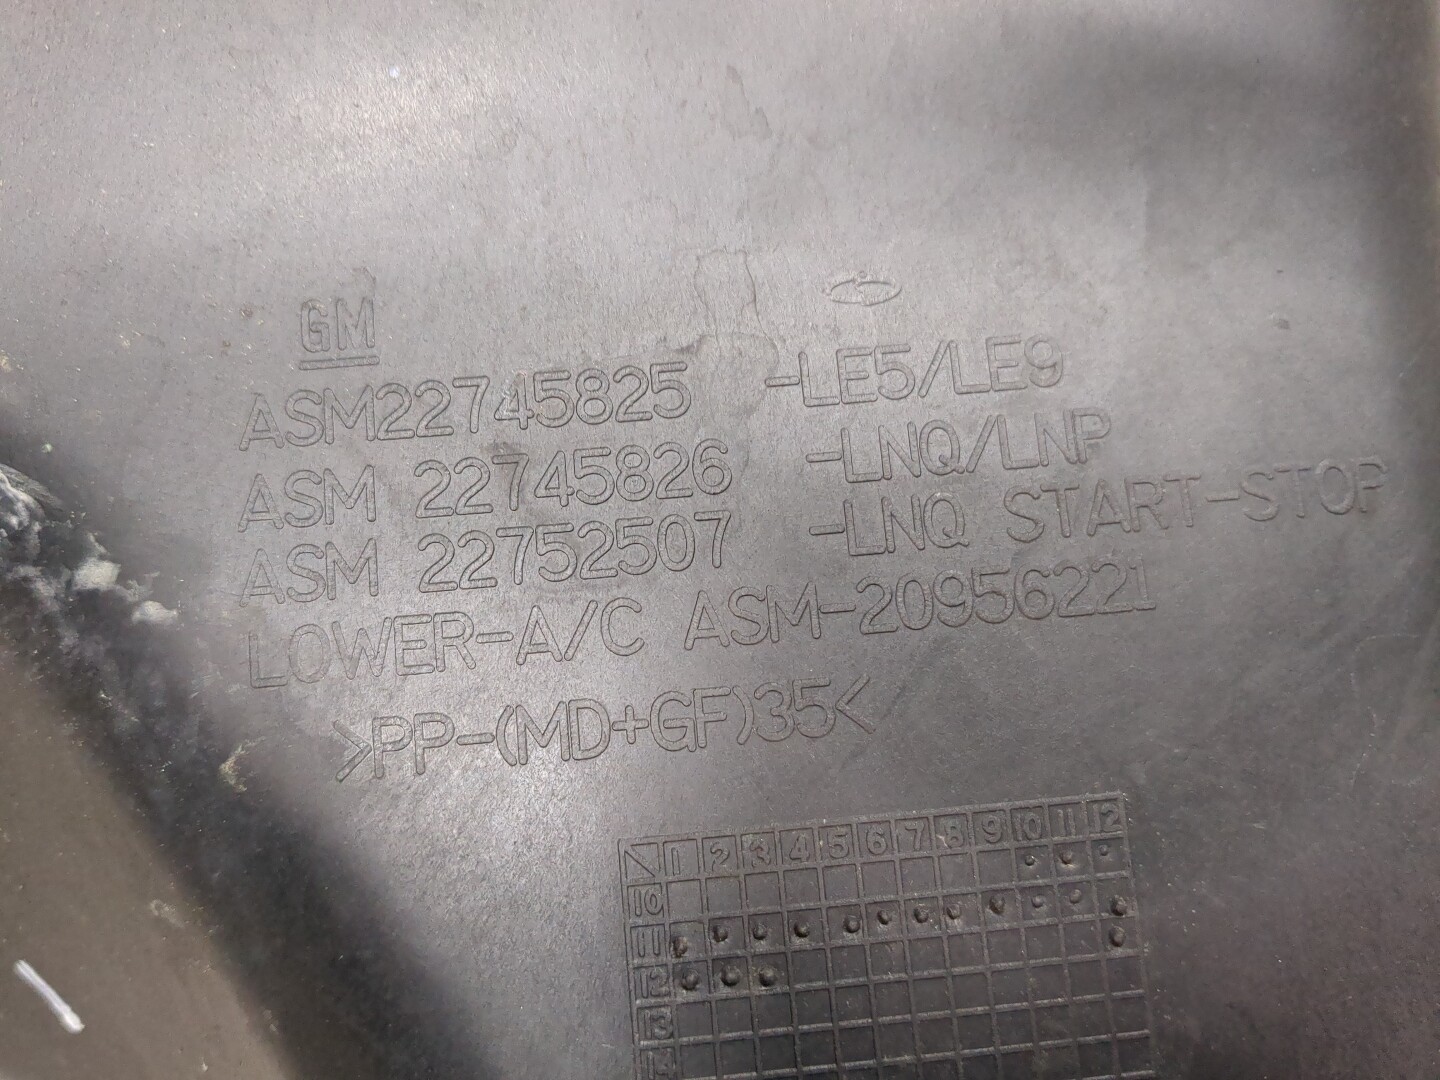 GM
ASM22745825 -LE5/LE9
ASM 22745826 -LNQ/LNP
ASM 22752507 -LNQ START-STOP
LOWER-A/C ASM-20956221
>PP-(MD+GF)35<
1 2 3 4 5 6 7 8 9 10 11 12
10
11
12
13
14